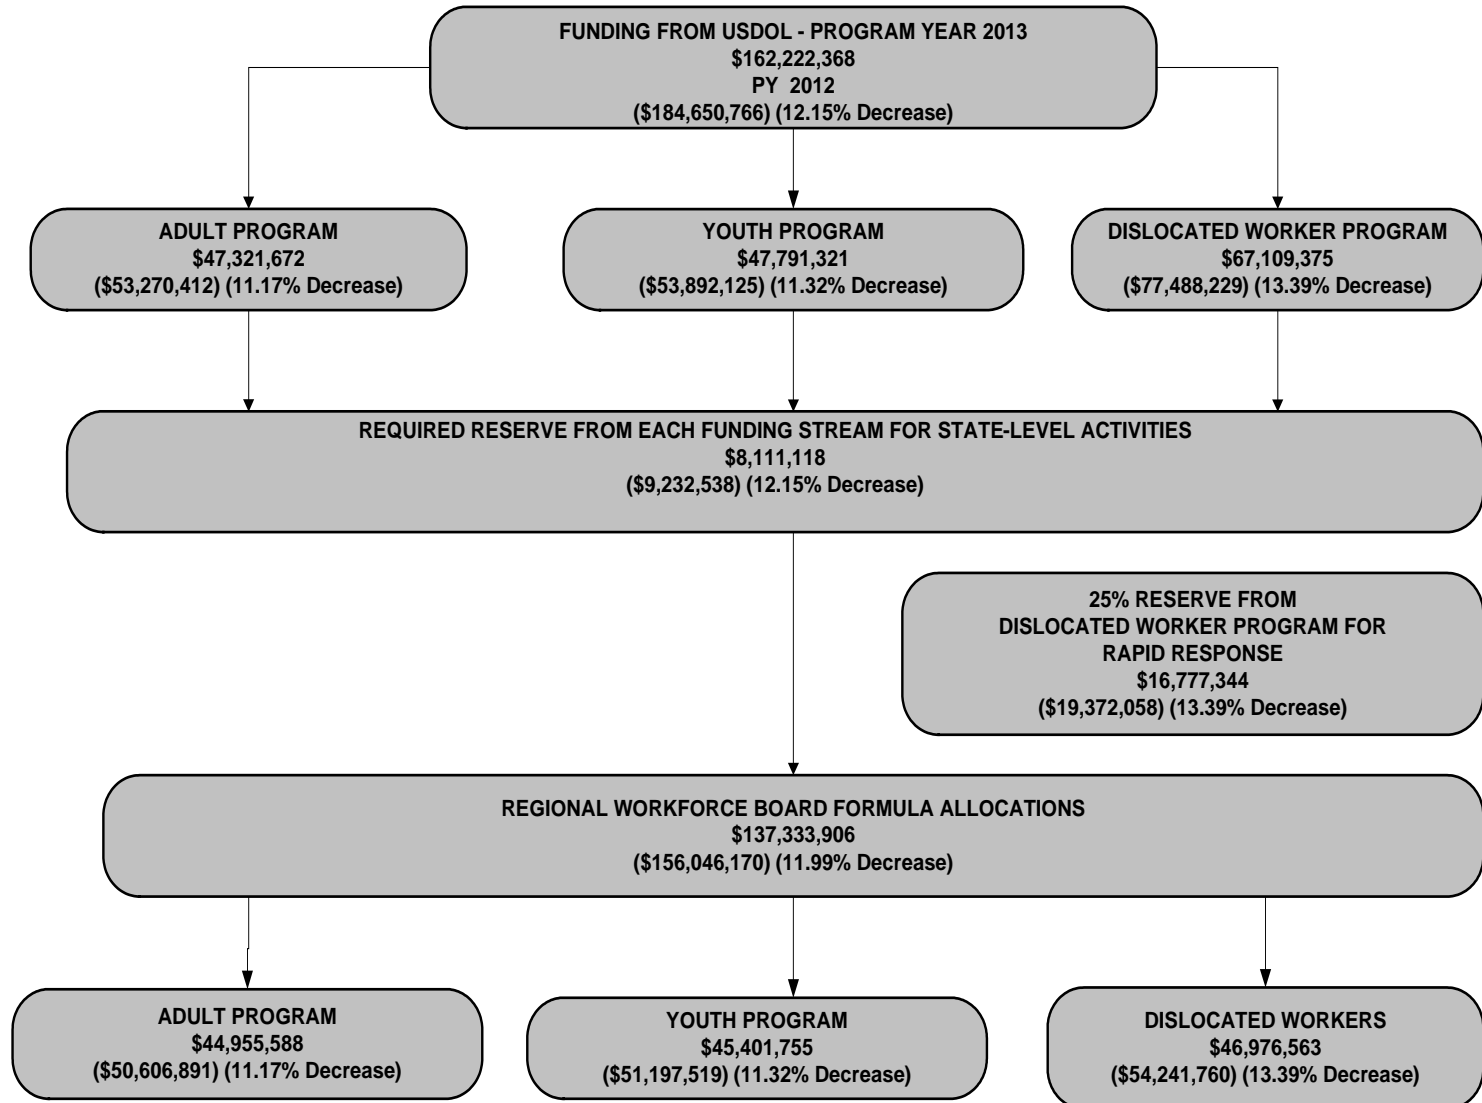 FUNDING FROM USDOL - PROGRAM YEAR 2013
$162,222,368
PY 2012
($184,650,766) (12.15% Decrease)
ADULT PROGRAM
$47,321,672
($53,270,412) (11.17% Decrease)
YOUTH PROGRAM
$47,791,321
($53,892,125) (11.32% Decrease)
DISLOCATED WORKER PROGRAM
$67,109,375
($77,488,229) (13.39% Decrease)
REQUIRED RESERVE FROM EACH FUNDING STREAM FOR STATE-LEVEL ACTIVITIES
$8,111,118
($9,232,538) (12.15% Decrease)
25% RESERVE FROM
DISLOCATED WORKER PROGRAM FOR
RAPID RESPONSE
$16,777,344
($19,372,058) (13.39% Decrease)
REGIONAL WORKFORCE BOARD FORMULA ALLOCATIONS
$137,333,906
($156,046,170) (11.99% Decrease)
ADULT PROGRAM
$44,955,588
($50,606,891) (11.17% Decrease)
YOUTH PROGRAM
$45,401,755
($51,197,519) (11.32% Decrease)
DISLOCATED WORKERS
$46,976,563
($54,241,760) (13.39% Decrease)